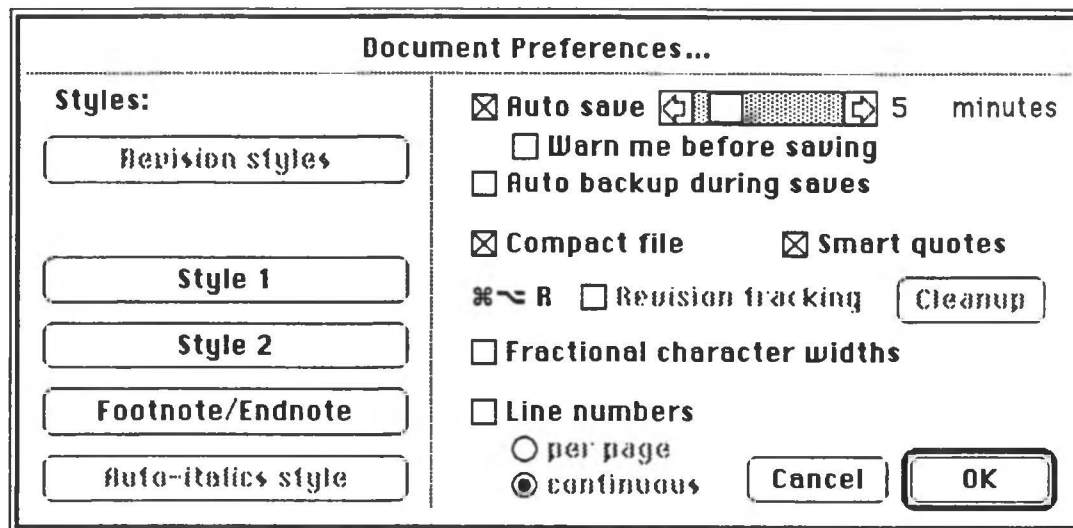 Document Preferences...
Styles:
Revision styles
Style 1
Style 2
Footnote/Endnote
Auto-italics style
Auto save 5 minutes
Warn me before saving
Auto backup during saves
Compact file Smart quotes
⌘⌥ R Revision tracking Cleanup
Fractional character widths
Line numbers
per page
continuous
Cancel OK